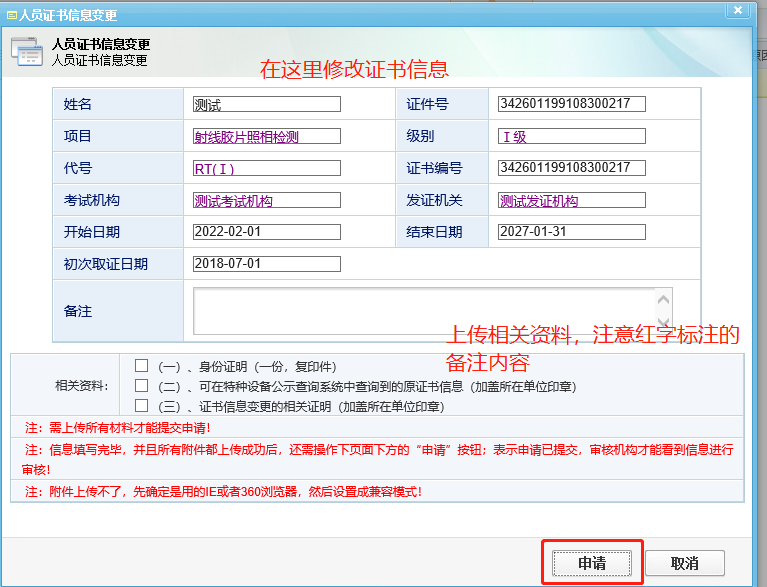 人员证书信息变更
人员证书信息变更
人员证书信息变更
在这里修改证书信息
姓名 测试 证件号 342601199108300217
项目 射线胶片照相检测 级别 Ⅰ级
代号 RT(Ⅰ) 证书编号 342601199108300217
考试机构 测试考试机构 发证机关 测试发证机构
开始日期 2022-02-01 结束日期 2027-01-31
初次取证日期 2018-07-01
备注
上传相关资料，注意红字标注的
备注内容
相关资料：
（一）、身份证明（一份，复印件）
（二）、可在特种设备公示查询系统中查询到的原证书信息（加盖所在单位印章）
（三）、证书信息变更的相关证明（加盖所在单位印章）
注：需上传所有材料才能提交申请！
注：信息填写完毕，并且所有附件都上传成功后，还需操作下页面下方的“申请”按钮；表示申请已提交，审核机构才能看到信息进行
审核！
注：附件上传不了，先确定是用的IE或者360浏览器，然后设置成兼容模式！
申请 取消